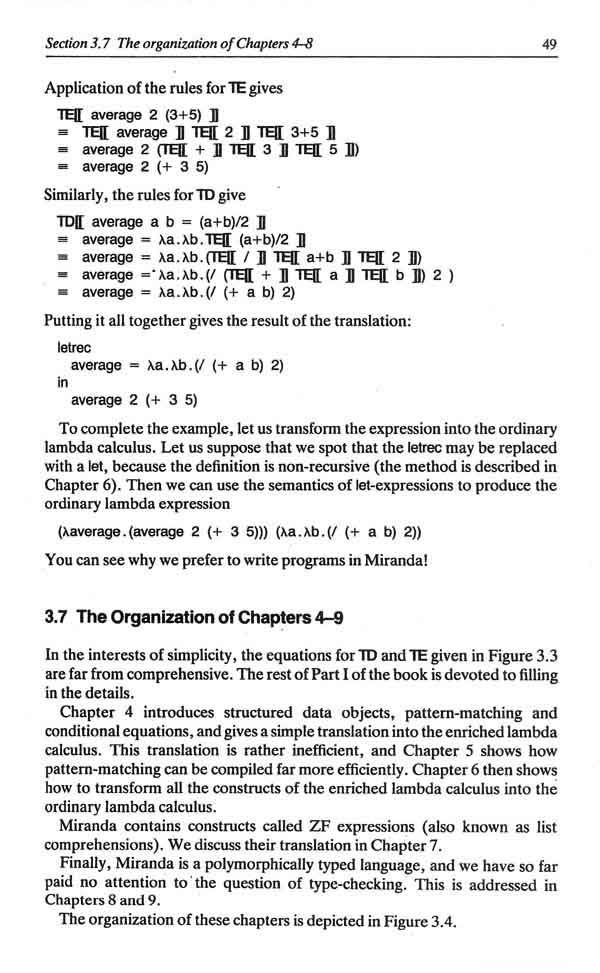 Section 3.7 The organization of Chapters 4–8 49
Application of the rules for TE gives
TE⟦ average 2 (3+5) ⟧
≡ TE⟦ average ⟧ TE⟦ 2 ⟧ TE⟦ 3+5 ⟧
≡ average 2 (TE⟦ + ⟧ TE⟦ 3 ⟧ TE⟦ 5 ⟧)
≡ average 2 (+ 3 5)
Similarly, the rules for TD give
TD⟦ average a b = (a+b)/2 ⟧
≡ average = λa.λb.TE⟦ (a+b)/2 ⟧
≡ average = λa.λb.(TE⟦ / ⟧ TE⟦ a+b ⟧ TE⟦ 2 ⟧)
≡ average = λa.λb.(/ (TE⟦ + ⟧ TE⟦ a ⟧ TE⟦ b ⟧) 2 )
≡ average = λa.λb.(/ (+ a b) 2)
Putting it all together gives the result of the translation:
letrec
average = λa.λb.(/ (+ a b) 2)
in
average 2 (+ 3 5)
To complete the example, let us transform the expression into the ordinary
lambda calculus. Let us suppose that we spot that the letrec may be replaced
with a let, because the definition is non-recursive (the method is described in
Chapter 6). Then we can use the semantics of let-expressions to produce the
ordinary lambda expression
(λaverage.(average 2 (+ 3 5))) (λa.λb.(/ (+ a b) 2))
You can see why we prefer to write programs in Miranda!
3.7 The Organization of Chapters 4–9
In the interests of simplicity, the equations for TD and TE given in Figure 3.3
are far from comprehensive. The rest of Part I of the book is devoted to filling
in the details.
Chapter 4 introduces structured data objects, pattern-matching and
conditional equations, and gives a simple translation into the enriched lambda
calculus. This translation is rather inefficient, and Chapter 5 shows how
pattern-matching can be compiled far more efficiently. Chapter 6 then shows
how to transform all the constructs of the enriched lambda calculus into the
ordinary lambda calculus.
Miranda contains constructs called ZF expressions (also known as list
comprehensions). We discuss their translation in Chapter 7.
Finally, Miranda is a polymorphically typed language, and we have so far
paid no attention to the question of type-checking. This is addressed in
Chapters 8 and 9.
The organization of these chapters is depicted in Figure 3.4.